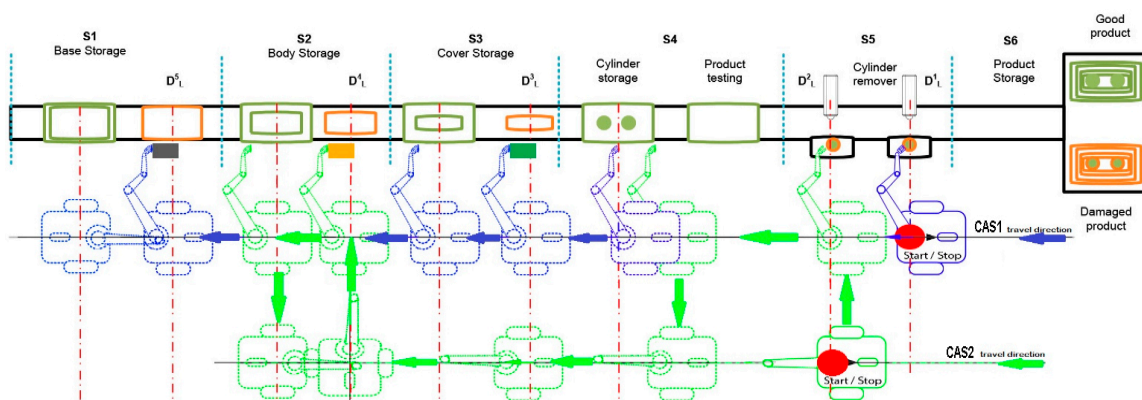 S1
Base Storage
S2
Body Storage
S3
Cover Storage
S4
S5
S6
Good
product
Cylinder
storage
Product
testing
Cylinder
remover
Product
Storage
D⁵L
D⁴L
D³L
D²L
D¹L
Damaged
product
CAS1 travel direction
Start / Stop
CAS2 travel direction
Start / Stop